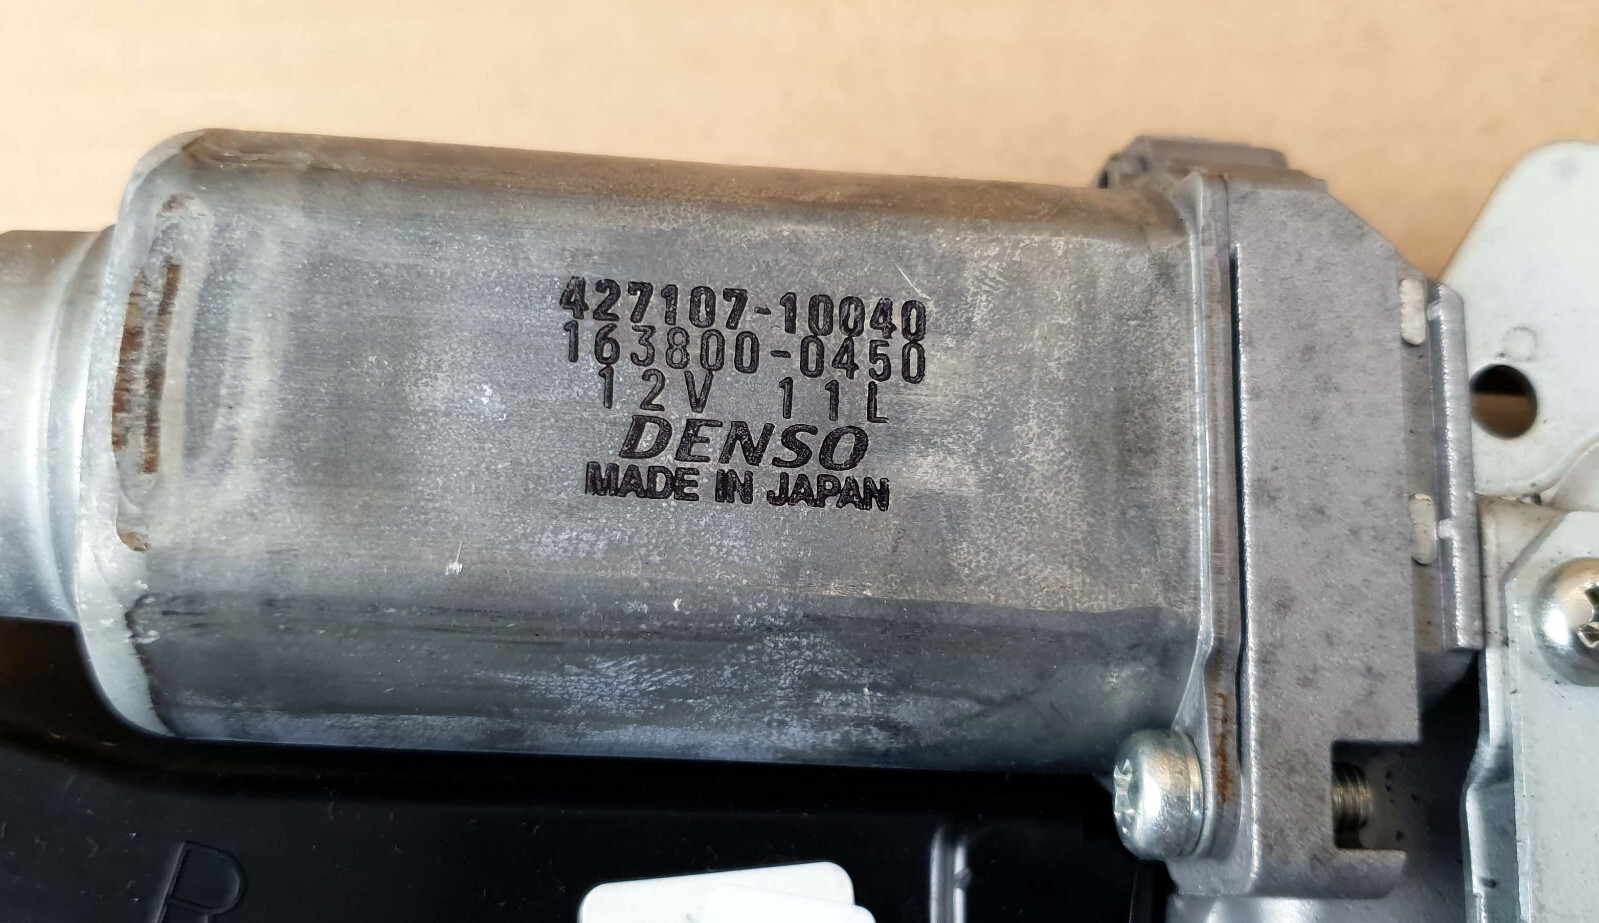 427107-10040
163800-0450
12V 11L
DENSO
MADE IN JAPAN
R